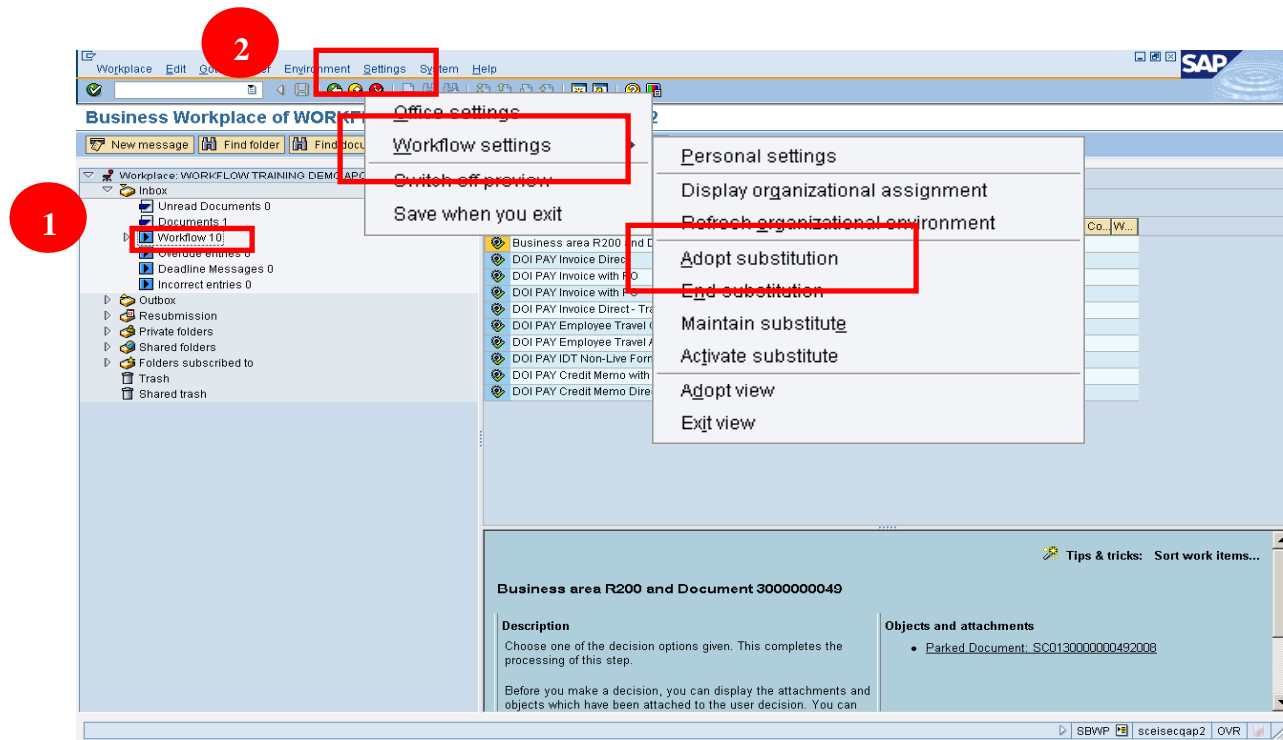 2
Workplace Edit Environment Settings System Help
SAP
Business Workplace of 2
New message Find folder
Office settings
Workflow settings
Switch off preview
Save when you exit
Personal settings
Display organizational assignment
Refresh organizational environment
Adopt substitution
End substitution
Maintain substitute
Activate substitute
Adopt view
Exit view
1
Workplace: WORKFLOW TRAINING DEMO
Inbox
Unread Documents 0
Documents 1
Workflow 10
Overdue entries 0
Deadline Messages 0
Incorrect entries 0
Outbox
Resubmission
Private folders
Shared folders
Folders subscribed to
Trash
Shared trash
Co... W...
Business area R200 and
DOI PAY Invoice Direct
DOI PAY Invoice with PO
DOI PAY Invoice with PO
DOI PAY Invoice Direct - Tra
DOI PAY Employee Travel
DOI PAY Employee Travel
DOI PAY IDT Non-Live Form
DOI PAY Credit Memo with
DOI PAY Credit Memo Dire
Tips & tricks: Sort work items...
Business area R200 and Document 3000000049
Description
Choose one of the decision options given. This completes the
processing of this step.
Before you make a decision, you can display the attachments and
objects which have been attached to the user decision. You can
Objects and attachments
• Parked Document: SC0130000000492008
SBWP sceisecqap2 OVR